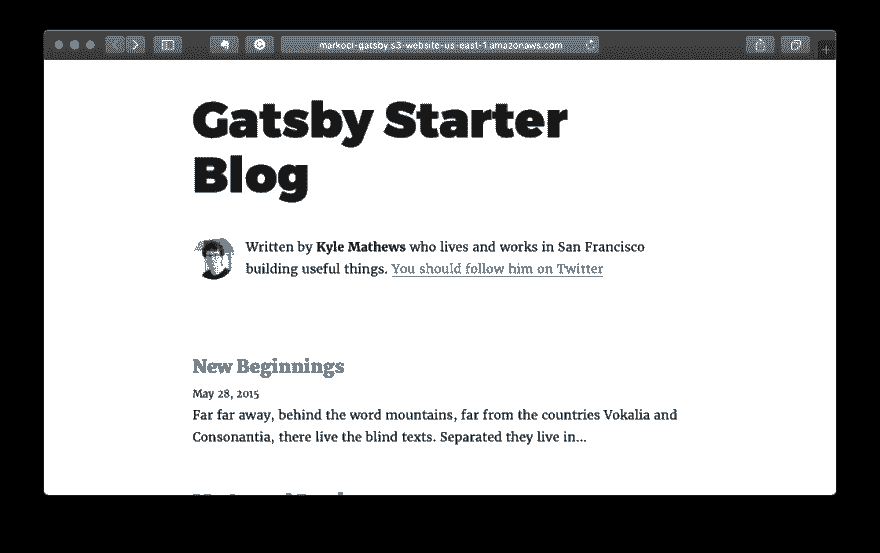 markoci-gatsby.s3-website-us-east-1.amazonaws.com
Gatsby Starter
Blog
Written by Kyle Mathews who lives and works in San Francisco
building useful things. You should follow him on Twitter
New Beginnings
May 28, 2015
Far far away, behind the word mountains, far from the countries Vokalia and
Consonantia, there live the blind texts. Separated they live in...